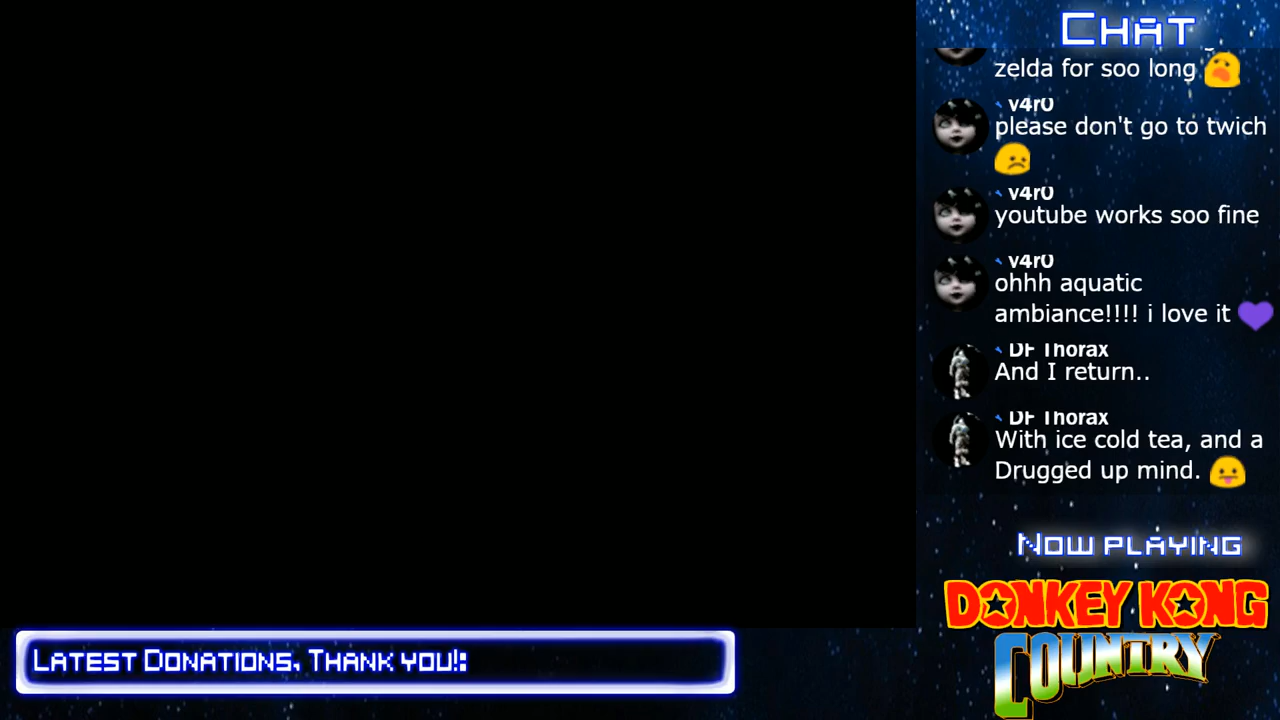 CHAT
zelda for soo long
v4r0
please don't go to twich
v4r0
youtube works soo fine
v4r0
ohhh aquatic
ambiance!!!! i love it
DF Thorax
And I return..
DF Thorax
With ice cold tea, and a
Drugged up mind.
NOW PLAYING
DONKEY KONG
COUNTRY
LATEST DONATIONS, THANK YOU!: